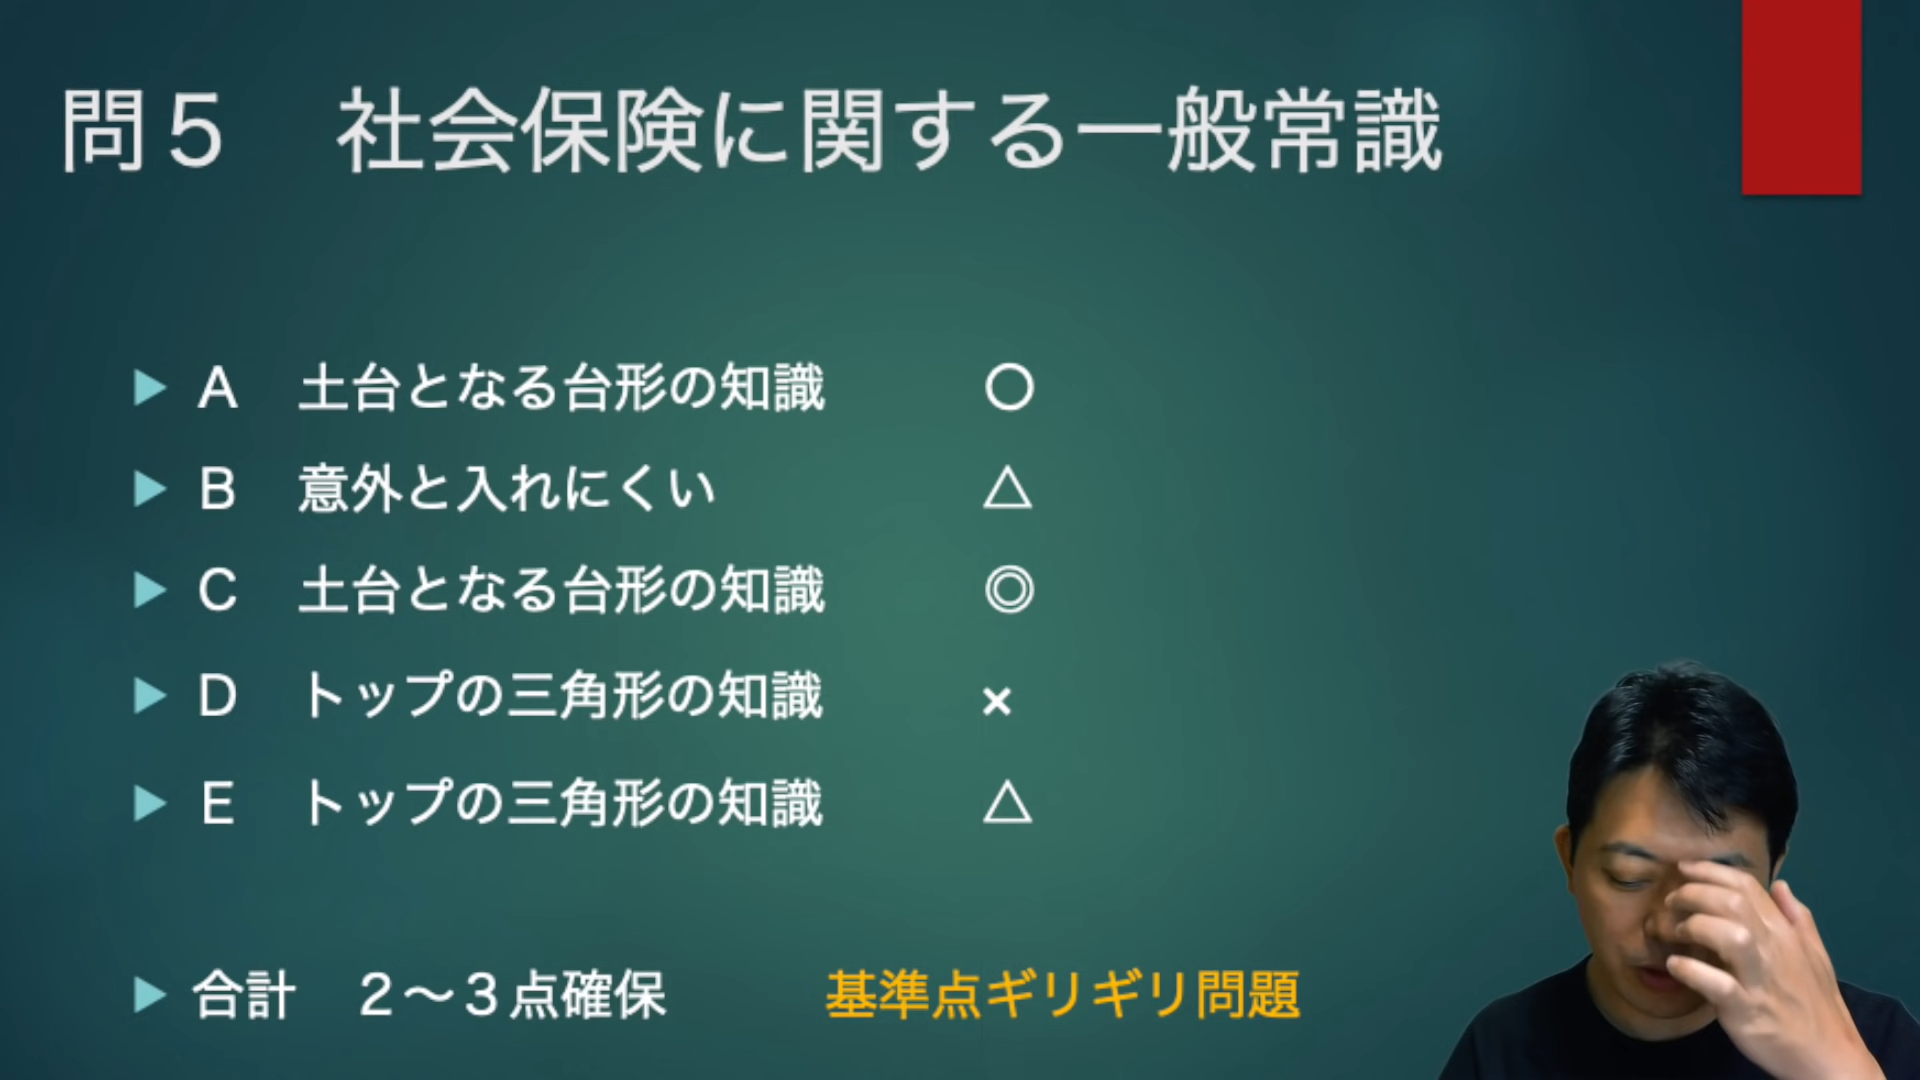 問５　社会保険に関する一般常識
▶ A　土台となる台形の知識　○
▶ B　意外と入れにくい　△
▶ C　土台となる台形の知識　◎
▶ D　トップの三角形の知識　×
▶ E　トップの三角形の知識　△
▶ 合計　２～３点確保　基準点ギリギリ問題